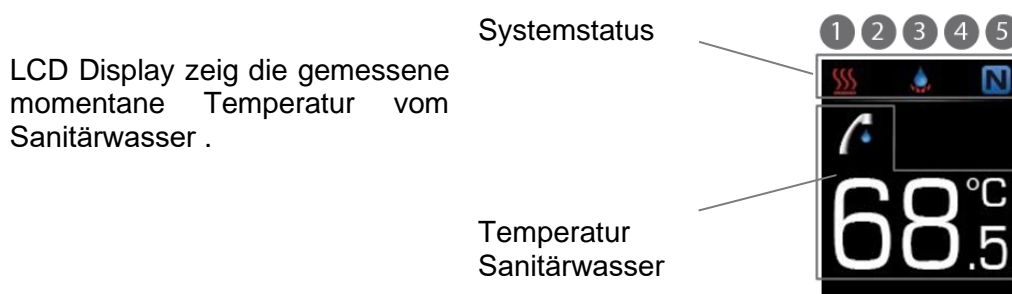 LCD Display zeig die gemessene
momentane Temperatur vom
Sanitärwasser .
Systemstatus
1 2 3 4 5
N
68.5 °C
Temperatur
Sanitärwasser